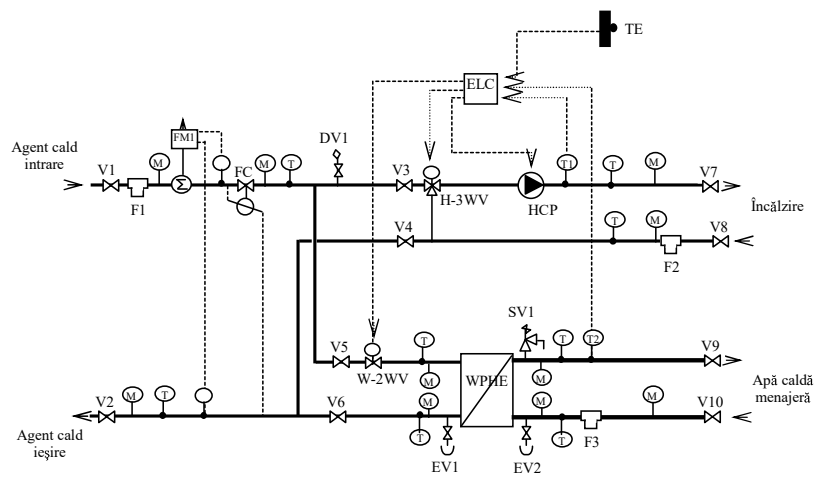 TE
ELC
FM1
DV1
Agent cald
intrare
V1
M
FC
M
T
V3
T1
T
M
V7
F1
Σ
H-3WV
HCP
Încălzire
V4
T
M
V8
F2
SV1
V5
T
T
T2
V9
W-2WV
M
WPHE
M
Apă caldă
menajeră
V2
M
T
V6
M
M
M
V10
Agent cald
ieșire
T
T
F3
EV1
EV2